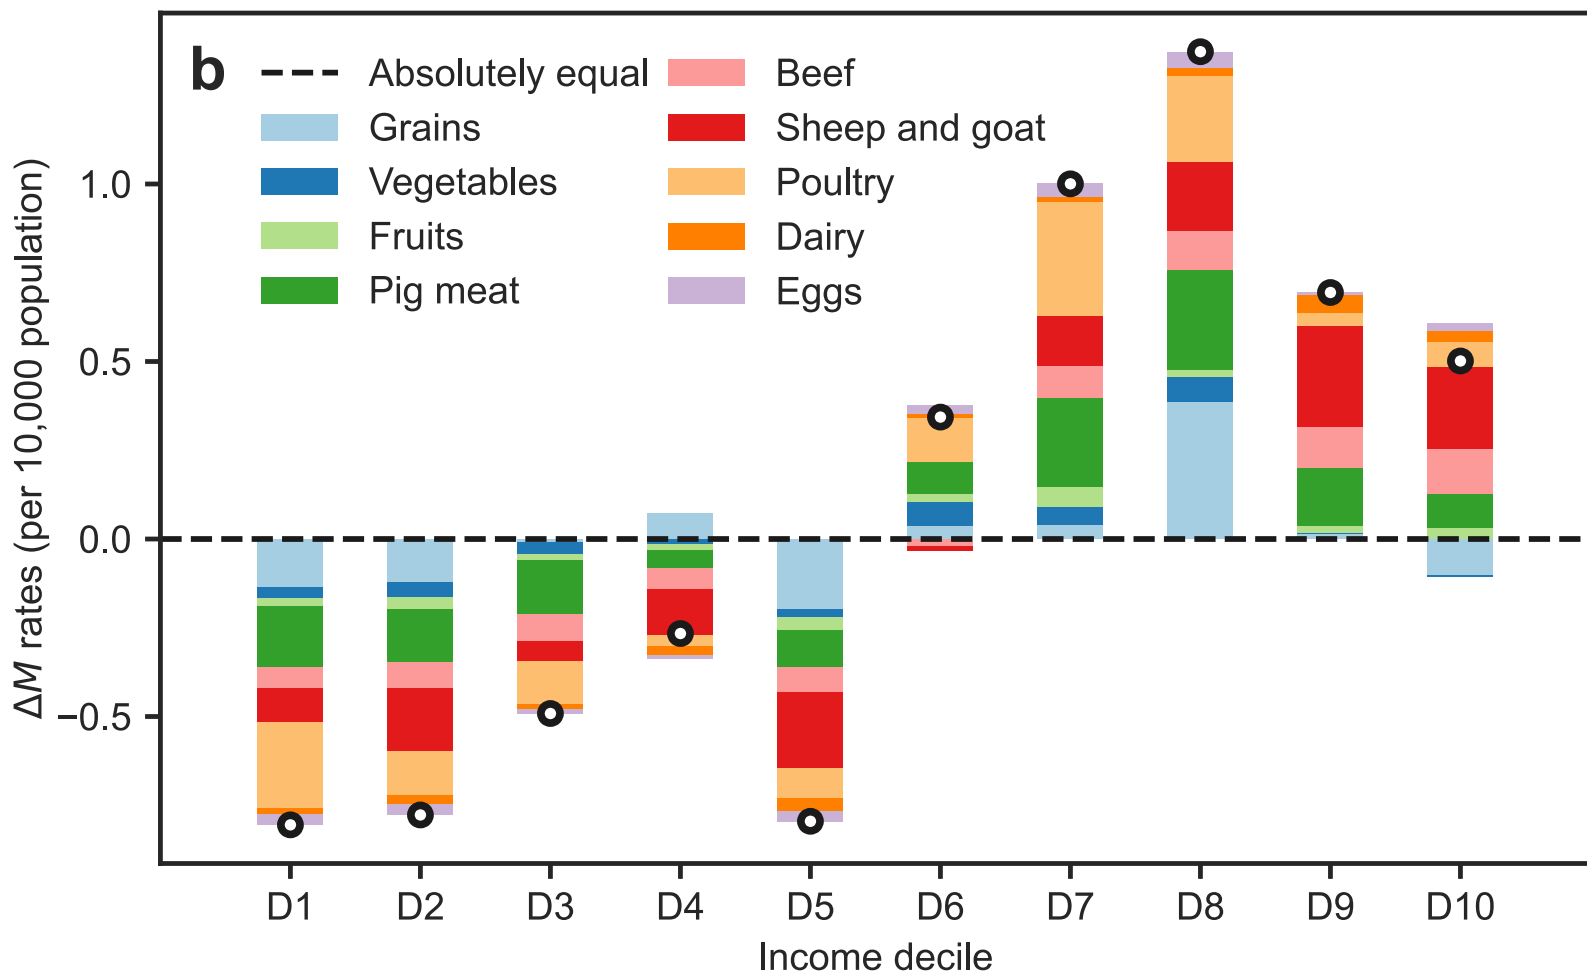 b
Absolutely equal
Grains
Vegetables
Fruits
Pig meat
Beef
Sheep and goat
Poultry
Dairy
Eggs
ΔM rates (per 10,000 population)
1.0
0.5
0.0
−0.5
D1 D2 D3 D4 D5 D6 D7 D8 D9 D10
Income decile